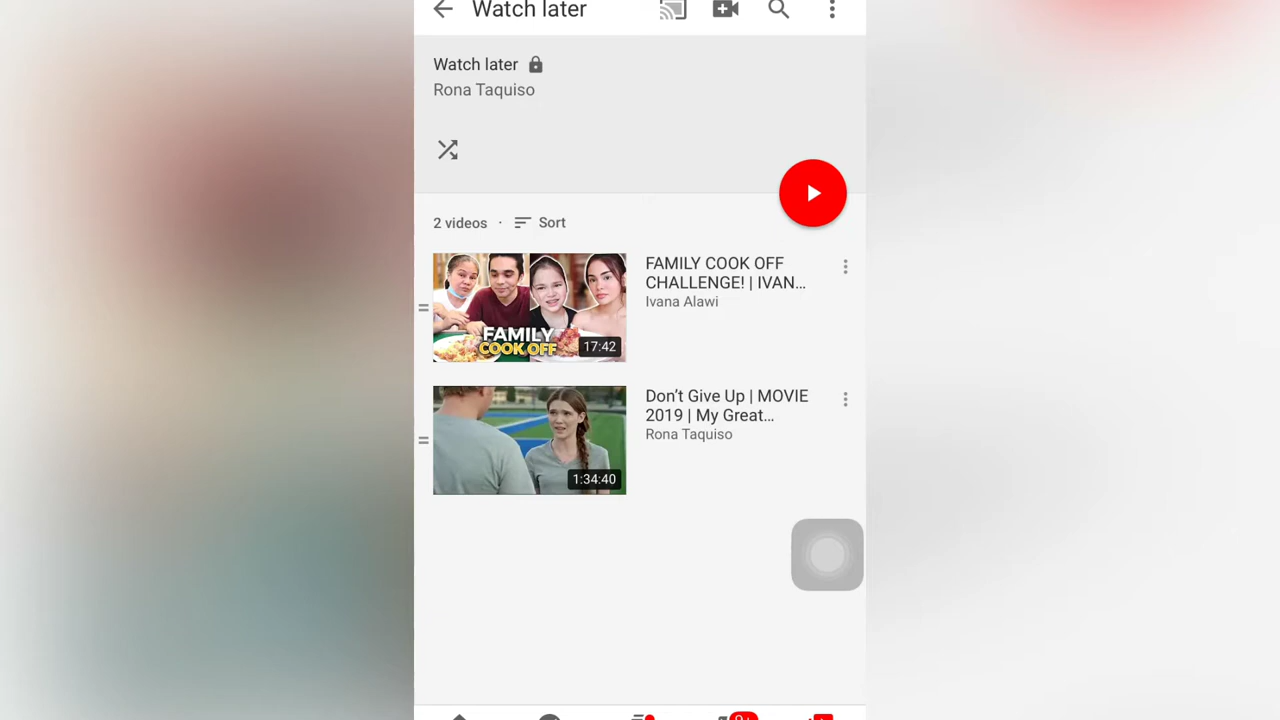 Watch later
Watch later
Rona Taquiso
2 videos · Sort
FAMILY COOK OFF
CHALLENGE! | IVAN...
Ivana Alawi
FAMILY
COOK OFF
17:42
Don’t Give Up | MOVIE
2019 | My Great...
Rona Taquiso
1:34:40